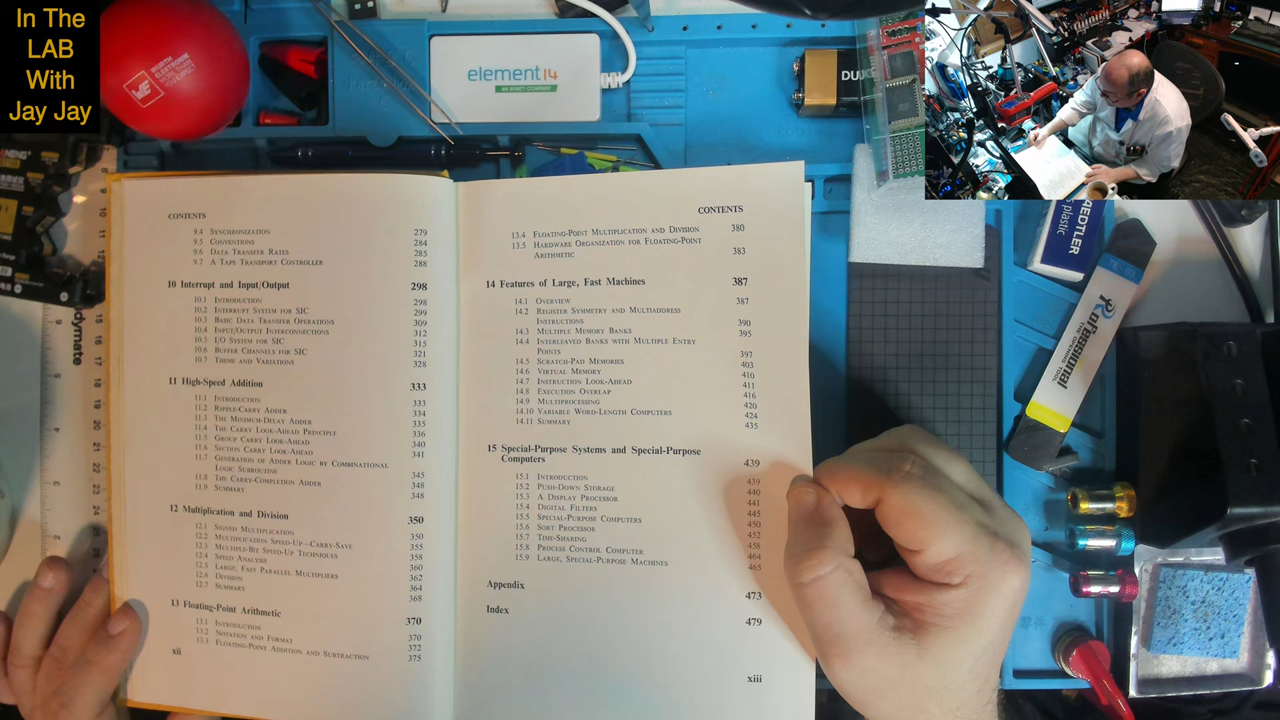 In The
LAB
With
Jay Jay
WÜRTH
ELEKTRONIK
MORE THAN
YOU EXPECT
element14
AN AVNET COMPANY
STAEDTLER
plastic
TE-03
Professional
THE OPENING TOOL
CONTENTS
9.4 SYNCHRONIZATION 279
9.5 CONVENTIONS 284
9.6 DATA TRANSFER RATES 285
9.7 A TAPE TRANSPORT CONTROLLER 288
10 Interrupt and Input/Output 298
10.1 INTRODUCTION 298
10.2 INTERRUPT SYSTEM FOR SIC 299
10.3 BASIC DATA TRANSFER OPERATIONS 309
10.4 INPUT/OUTPUT INTERCONNECTIONS 312
10.5 I/O SYSTEM FOR SIC 315
10.6 BUFFER CHANNELS FOR SIC 321
10.7 THEME AND VARIATIONS 328
11 High-Speed Addition 333
11.1 INTRODUCTION 333
11.2 RIPPLE-CARRY ADDER 334
11.3 THE MINIMUM-DELAY ADDER 335
11.4 THE CARRY LOOK-AHEAD PRINCIPLE 336
11.5 GROUP CARRY LOOK-AHEAD 340
11.6 SECTION CARRY LOOK-AHEAD 341
11.7 GENERATION OF ADDER LOGIC BY COMBINATIONAL
LOGIC SUBROUTINE 345
11.8 THE CARRY-COMPLETION ADDER 348
11.9 SUMMARY 348
12 Multiplication and Division 350
12.1 SIGNED MULTIPLICATION 350
12.2 MULTIPLICATION SPEED-UP—CARRY-SAVE 355
12.3 MULTIPLE-BIT SPEED-UP TECHNIQUES 358
12.4 SPEED ANALYSIS 360
12.5 LARGE, FAST PARALLEL MULTIPLIERS 362
12.6 DIVISION 364
12.7 SUMMARY 368
13 Floating-Point Arithmetic 370
13.1 INTRODUCTION 370
13.2 NOTATION AND FORMAT 372
13.3 FLOATING-POINT ADDITION AND SUBTRACTION 375
xii
CONTENTS
13.4 FLOATING-POINT MULTIPLICATION AND DIVISION 380
13.5 HARDWARE ORGANIZATION FOR FLOATING-POINT
ARITHMETIC 383
14 Features of Large, Fast Machines 387
14.1 OVERVIEW 387
14.2 REGISTER SYMMETRY AND MULTIADDRESS
INSTRUCTIONS 390
14.3 MULTIPLE MEMORY BANKS 395
14.4 INTERLEAVED BANKS WITH MULTIPLE ENTRY
POINTS 397
14.5 SCRATCH-PAD MEMORIES 403
14.6 VIRTUAL MEMORY 410
14.7 INSTRUCTION LOOK-AHEAD 411
14.8 EXECUTION OVERLAP 416
14.9 MULTIPROCESSING 420
14.10 VARIABLE WORD-LENGTH COMPUTERS 424
14.11 SUMMARY 435
15 Special-Purpose Systems and Special-Purpose
Computers 439
15.1 INTRODUCTION 439
15.2 PUSH-DOWN STORAGE 440
15.3 A DISPLAY PROCESSOR 441
15.4 DIGITAL FILTERS 445
15.5 SPECIAL-PURPOSE COMPUTERS 450
15.6 SORT PROCESSOR 452
15.7 TIME-SHARING 458
15.8 PROCESS CONTROL COMPUTER 464
15.9 LARGE, SPECIAL-PURPOSE MACHINES 465
Appendix 473
Index 479
xiii